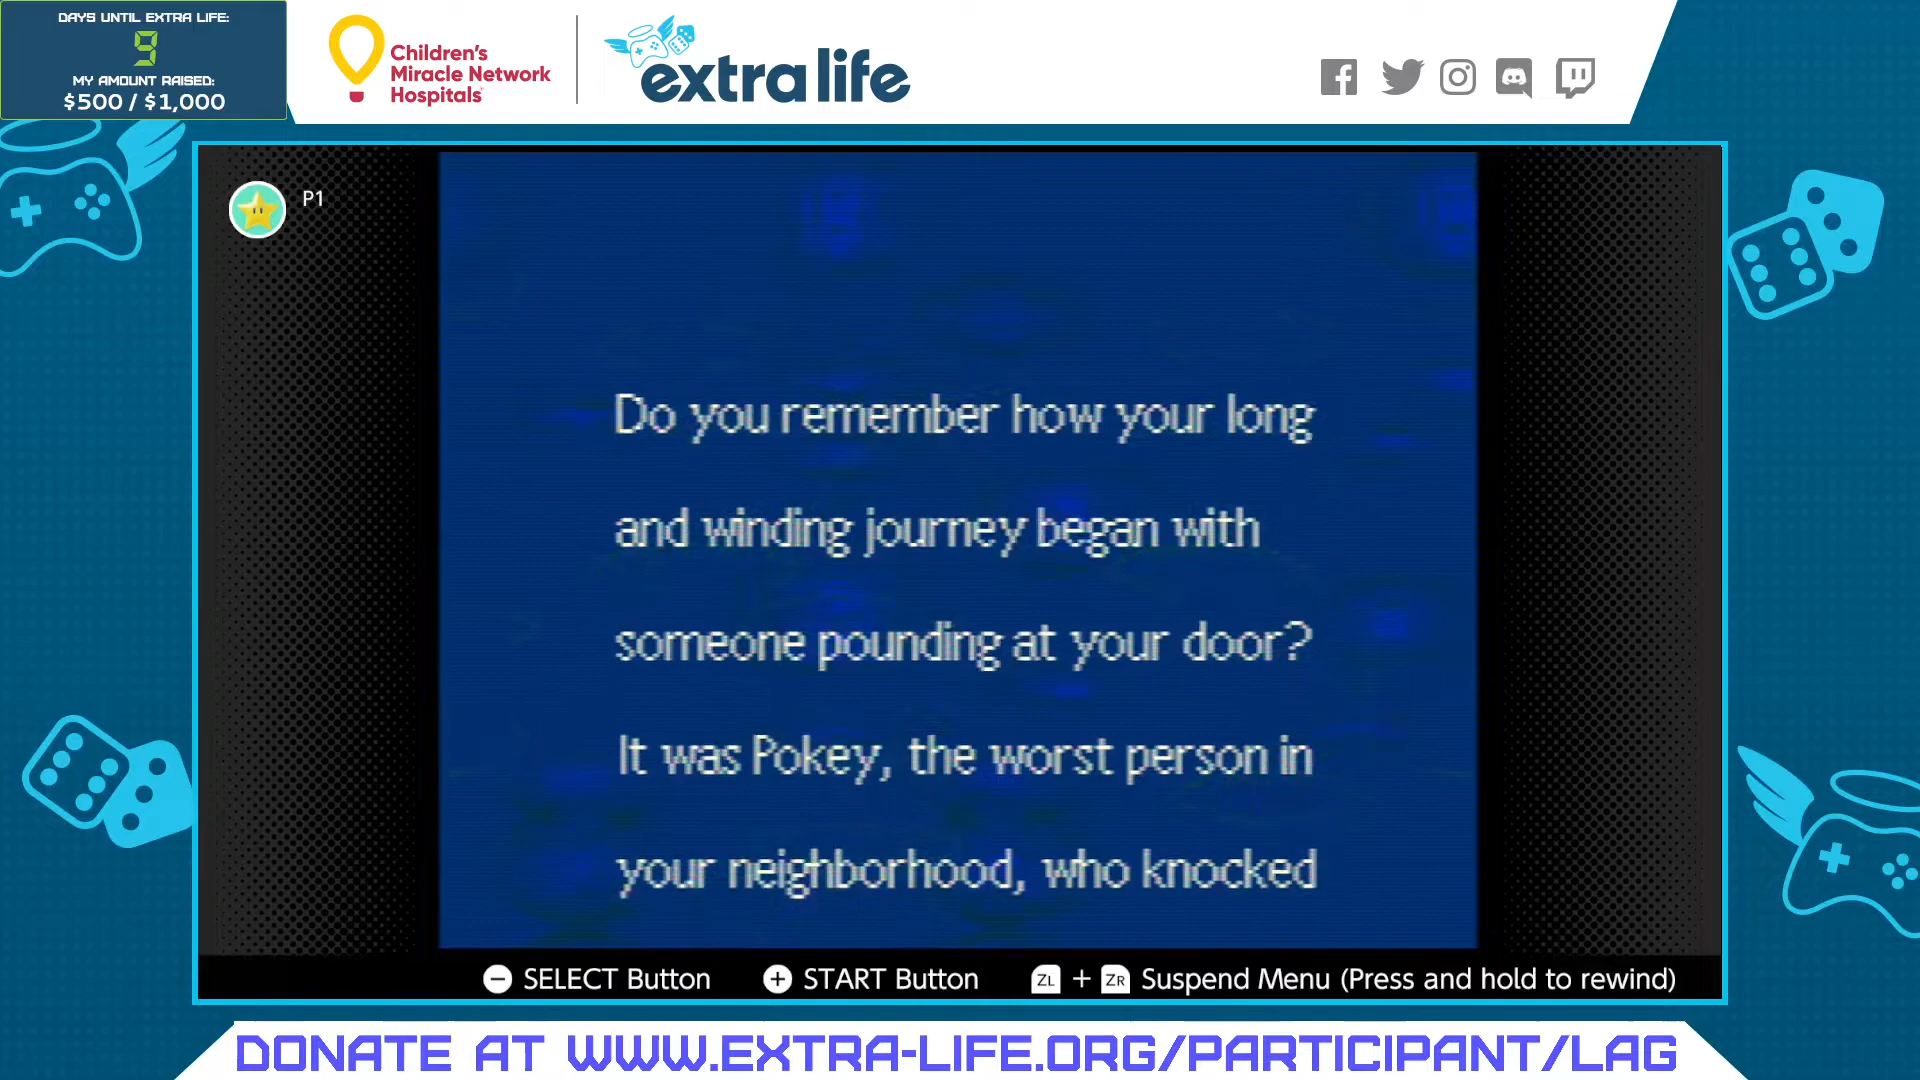 DAYS UNTIL EXTRA LIFE:
9
MY AMOUNT RAISED:
$500 / $1,000
Children's
Miracle Network
Hospitals
extra life
P1
Do you remember how your long
and winding journey began with
someone pounding at your door?
It was Pokey, the worst person in
your neighborhood, who knocked
SELECT Button
START Button
ZL + ZR Suspend Menu (Press and hold to rewind)
DONATE AT WWW.EXTRA-LIFE.ORG/PARTICIPANT/LAG